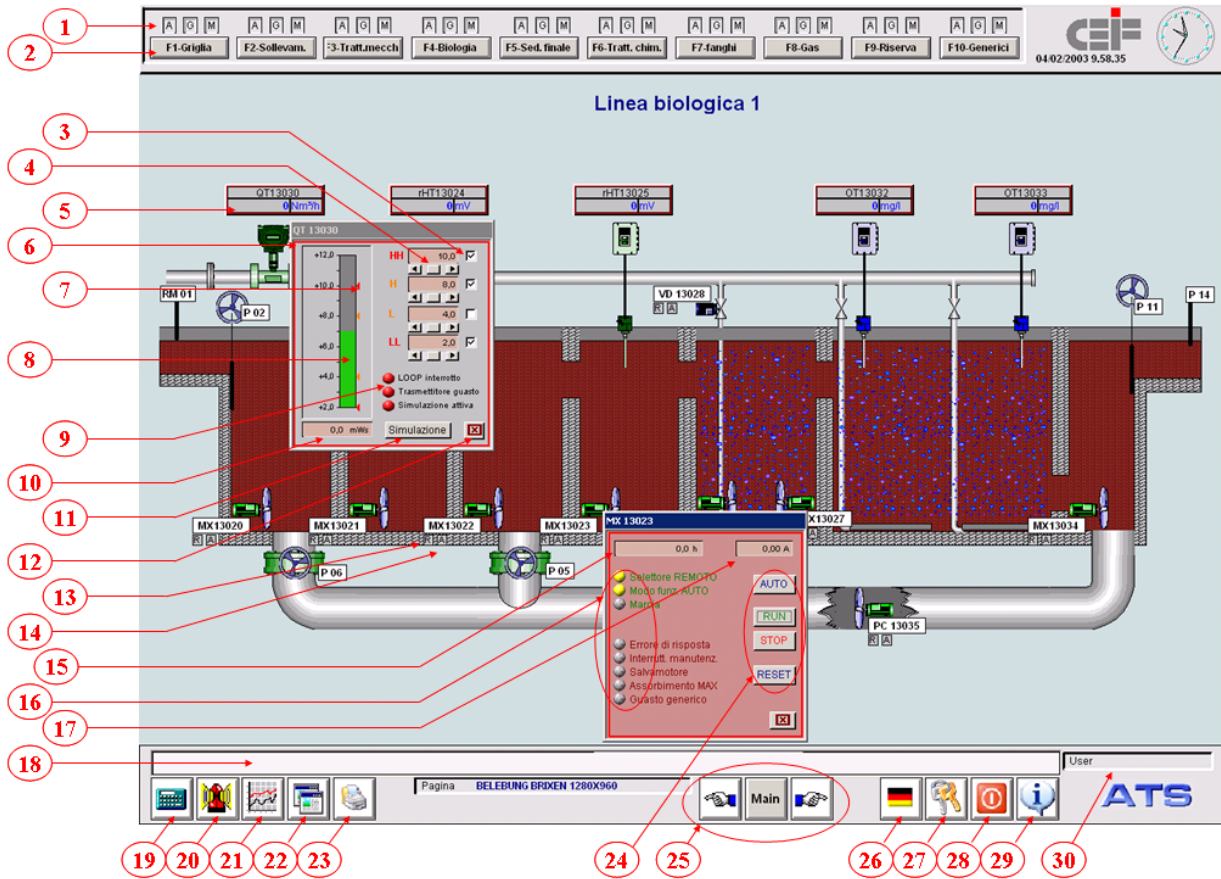 1
A G M A G M A G M A G M A G M A G M A G M A G M A G M A G M
CEIF
2
F1-Griglia F2-Sollevam. F3-Tratt.mecch F4-Biologia F5-Sed. finale F6-Tratt. chim. F7-fanghi F8-Gas F9-Riserva F10-Generici
04/02/2003 9.58.35
Linea biologica 1
3
4
5
QT13030 rHT13024 rHT13025 OT13032 OT13033
0 Nm³/h 0 mV 0 mV 0 mg/l 0 mg/l
6
QT 13030
+12,0
HH 10,0
7
+10,0
H 8,0
+8,0
L 4,0
8
+6,0
LL 2,0
+4,0
LOOP interrotto
Trasmettitore guasto
+2,0
Simulazione attiva
9
0,0 mWs
Simulazione
RM 01
P 02
VD 13028
R A
P 11
P 14
10
11
12
13
14
15
16
17
MX13020 MX13021 MX13022 MX13023 X13027 MX13034
R A R A R A R A
P 06
P 05
MX 13023
0,0 h 0,00 A
Selettore REMOTO
Modo funz. AUTO
Marcia
AUTO
RUN
STOP
RESET
Errore di risposta
Interrutt. manutenz.
Salvamotore
Assorbimento MAX
Guasto generico
PC 13035
R A
18
User
Pagina BELEBUNG BRIXEN 1280X960
Main
ATS
19 20 21 22 23 24 25 26 27 28 29 30